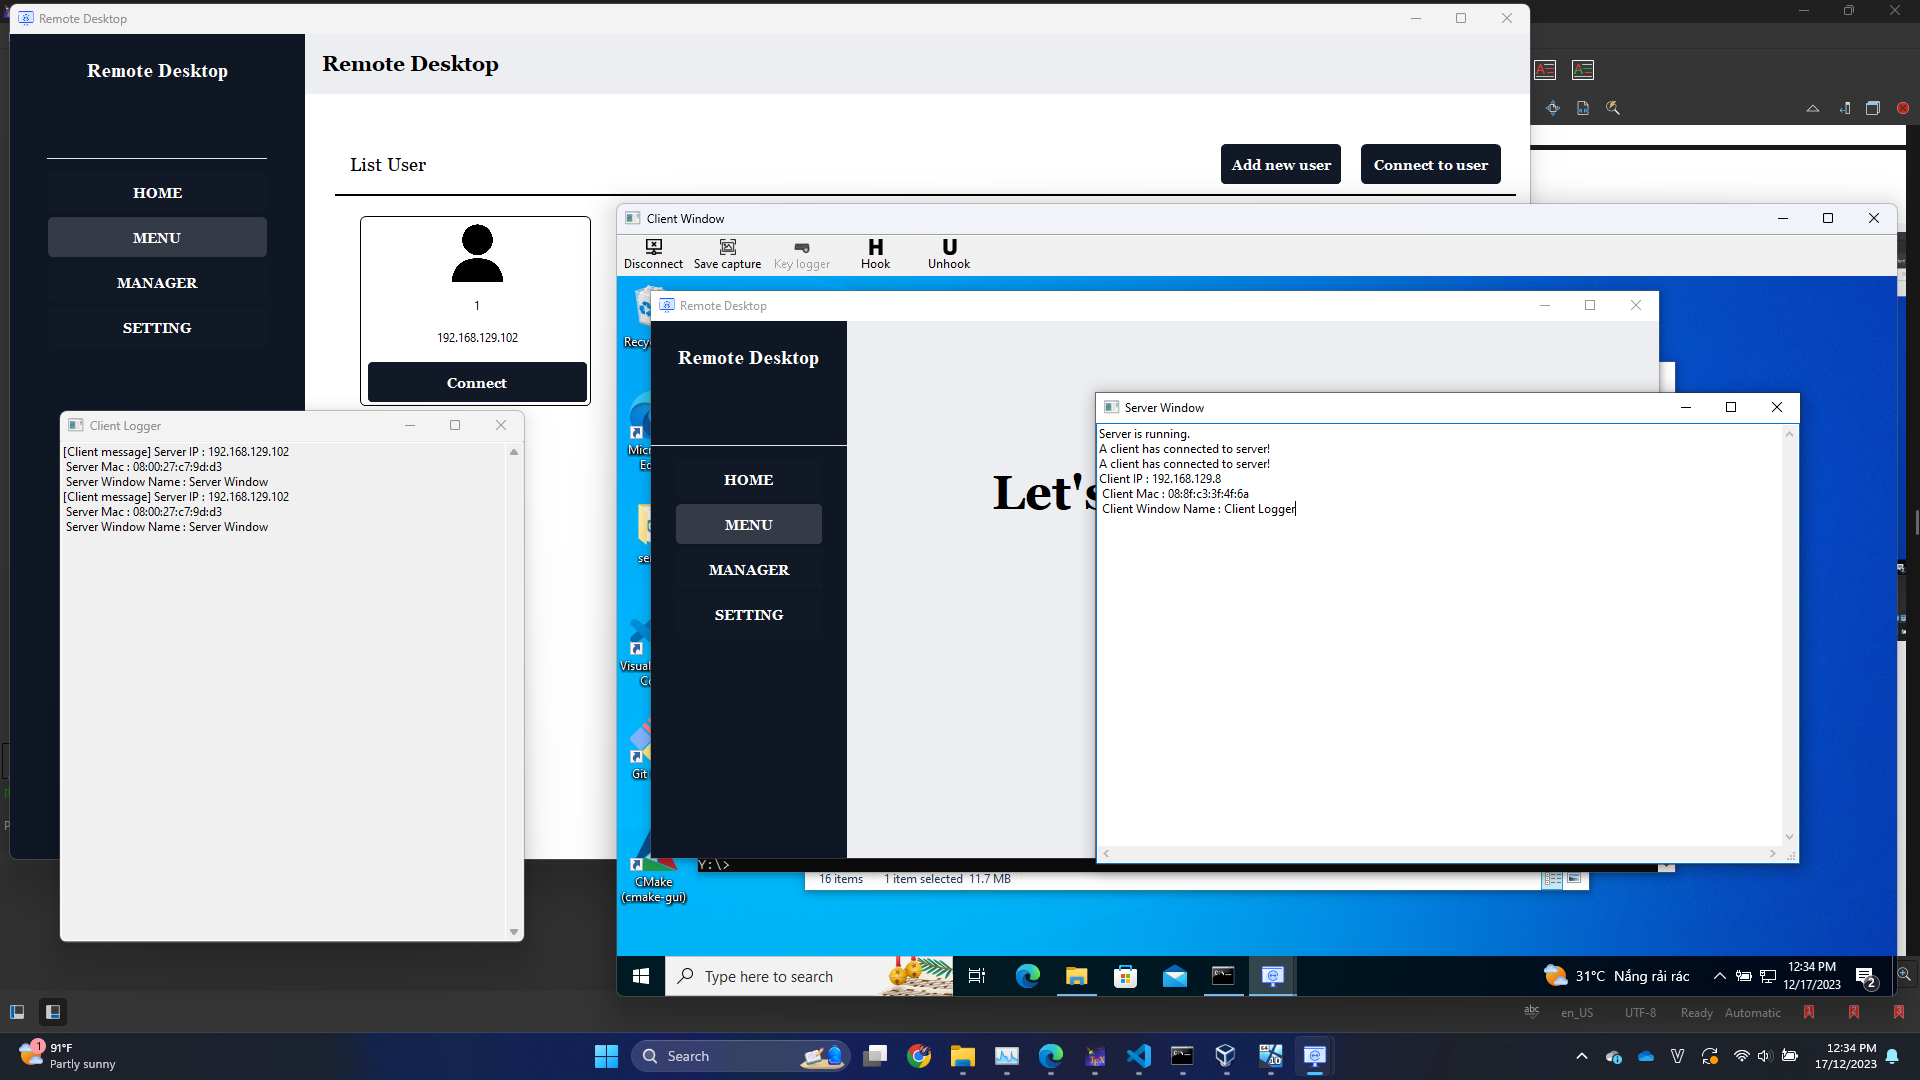 Remote Desktop
Remote Desktop
Remote Desktop
HOME
MENU
MANAGER
SETTING
List User
Add new user
Connect to user
1
192.168.129.102
Connect
Client Logger
[Client message] Server IP : 192.168.129.102
Server Mac : 08:00:27:c7:9d:d3
Server Window Name : Server Window
[Client message] Server IP : 192.168.129.102
Server Mac : 08:00:27:c7:9d:d3
Server Window Name : Server Window
Client Window
Disconnect
Save capture
Key logger
H
Hook
U
Unhook
Remote Desktop
Remote Desktop
HOME
MENU
MANAGER
SETTING
Let's
Server Window
Server is running.
A client has connected to server!
A client has connected to server!
Client IP : 192.168.129.8
Client Mac : 08:8f:c3:3f:4f:6a
Client Window Name : Client Logger
Git
CMake
(cmake-gui)
Y:\>
16 items 1 item selected 11.7 MB
Type here to search
31°C Nắng rải rác
12:34 PM
12/17/2023
2
abc
en_US
UTF-8
Ready
Automatic
1
2
3
1
91°F
Partly sunny
Search
12:34 PM
17/12/2023